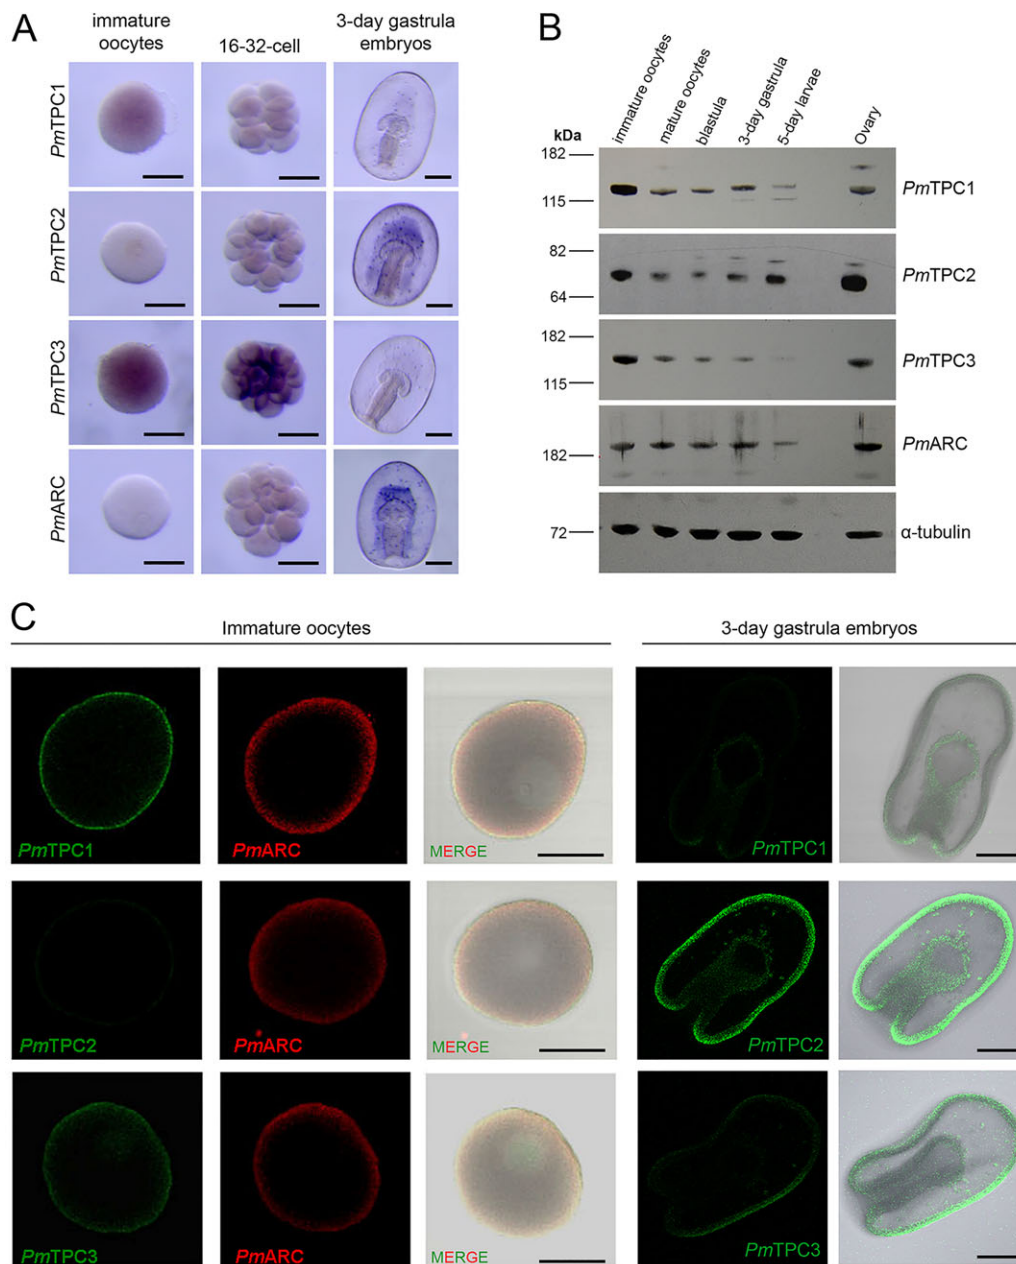 A
immature oocytes
16-32-cell
3-day gastrula embryos
PmTPC1
PmTPC2
PmTPC3
PmARC
B
kDa
immature oocytes
mature oocytes
blastula
3-day gastrula
5-day larvae
Ovary
182
115
PmTPC1
82
64
PmTPC2
182
115
PmTPC3
182
PmARC
72
α-tubulin
C
Immature oocytes
3-day gastrula embryos
PmTPC1
PmARC
MERGE
PmTPC1
PmTPC2
PmARC
MERGE
PmTPC2
PmTPC3
PmARC
MERGE
PmTPC3